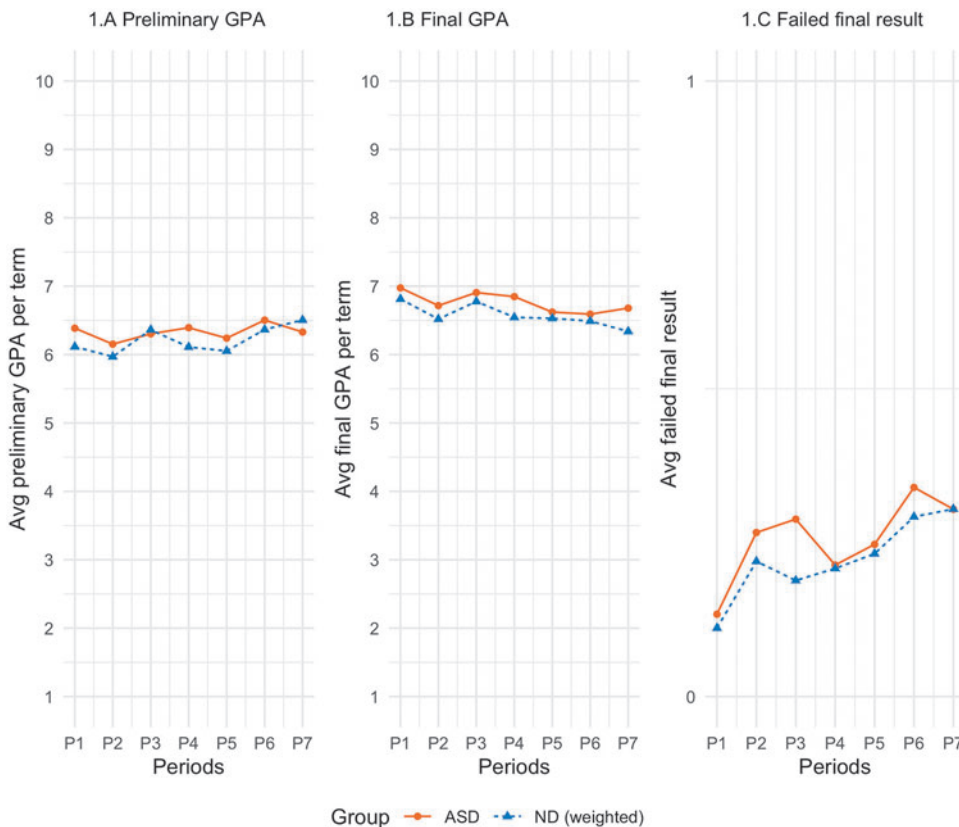 1.A Preliminary GPA
1.B Final GPA
1.C Failed final result
Avg preliminary GPA per term
10
9
8
7
6
5
4
3
2
1
P1 P2 P3 P4 P5 P6 P7
Periods
Avg final GPA per term
10
9
8
7
6
5
4
3
2
1
P1 P2 P3 P4 P5 P6 P7
Periods
Avg failed final result
1
0
P1 P2 P3 P4 P5 P6 P7
Periods
Group ASD ND (weighted)